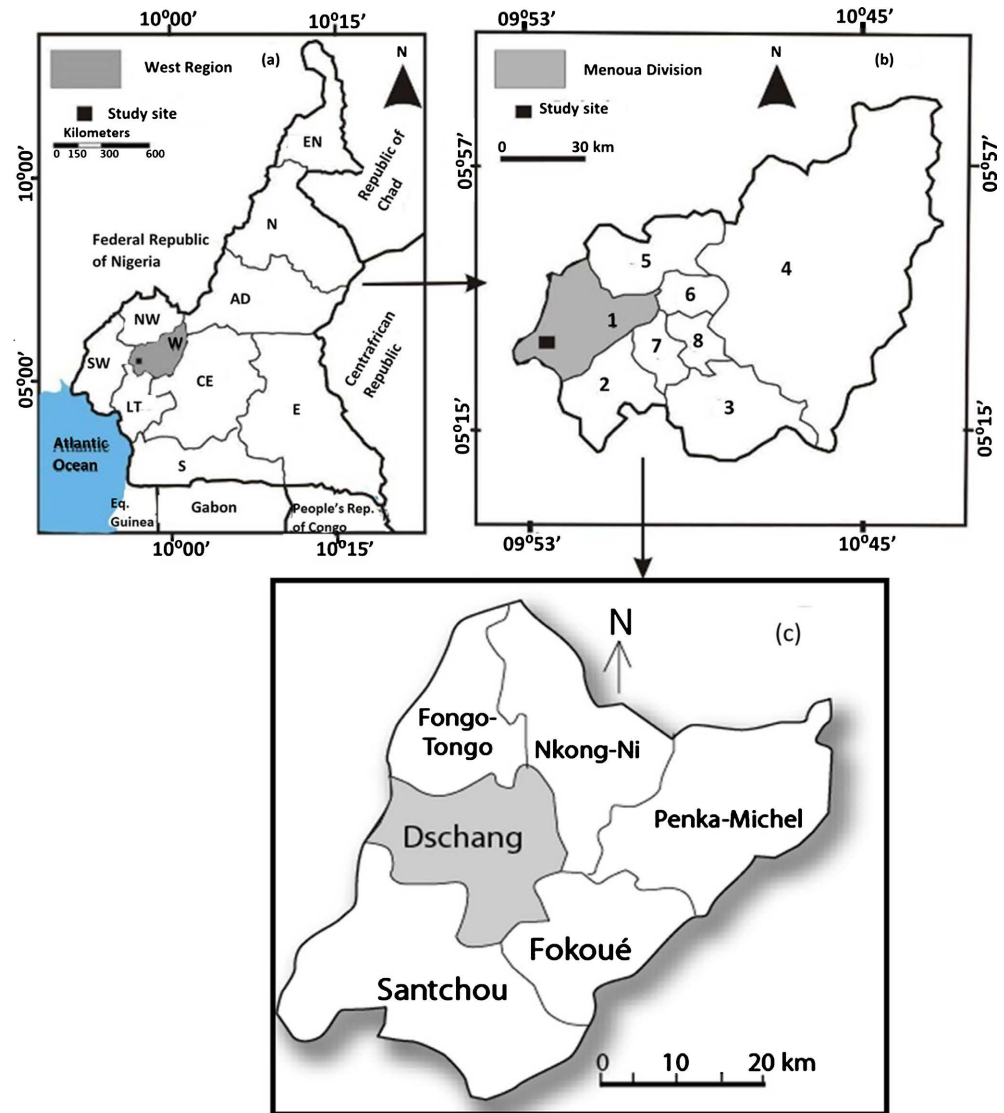 10⁰00’ 10⁰15’
West Region (a)
N
Study site
Kilometers
0 150 300 600
10⁰00’
05⁰00’
EN
Republic of
Chad
N
Federal Republic
of Nigeria
AD
NW
W
SW
CE
Centrafrican
Republic
LT
E
Atlantic
Ocean
S
Eq.
Guinea
Gabon
People’s Rep.
of Congo
10⁰00’ 10⁰15’
09⁰53’ 10⁰45’
Menoua Division (b)
N
Study site
0 30 km
05⁰57’ 05⁰57’
5
4
6
1
7 8
2
3
05⁰15’ 05⁰15’
09⁰53’ 10⁰45’
(c)
N
Fongo-
Tongo
Nkong-Ni
Penka-Michel
Dschang
Fokoué
Santchou
0 10 20 km